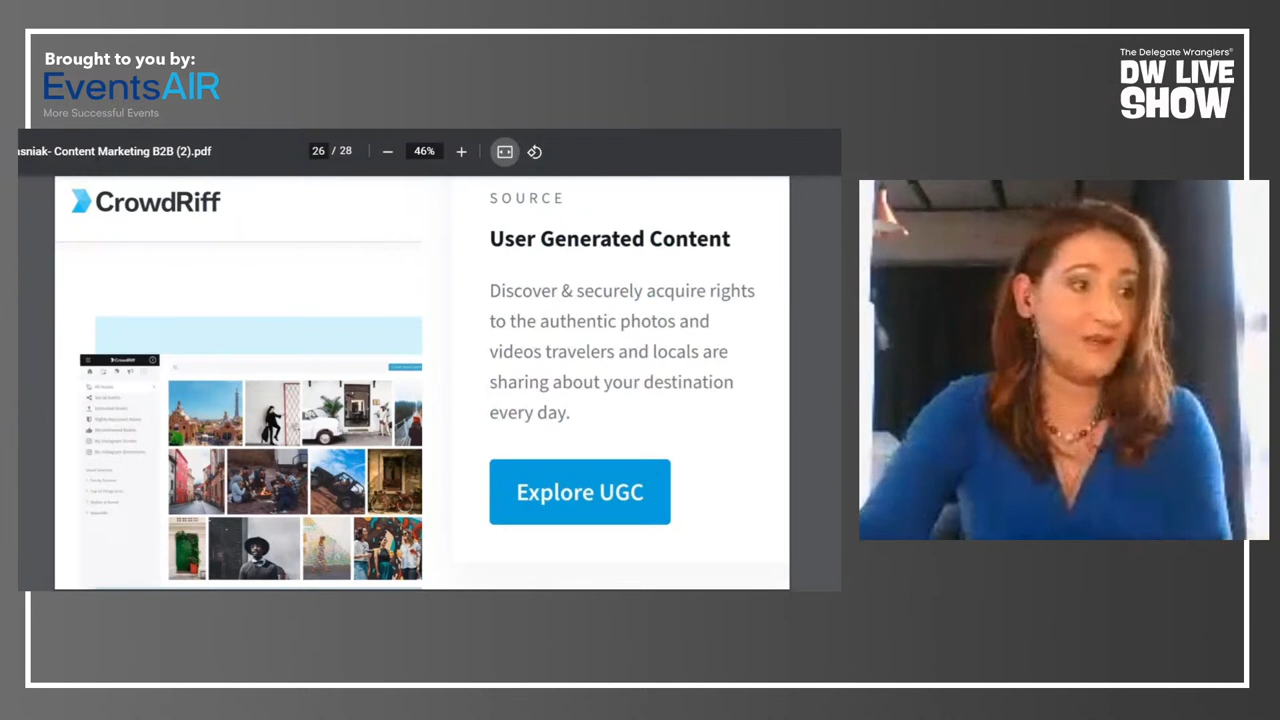 Brought to you by:
EventsAIR
More Successful Events
The Delegate Wranglers®
DW LIVE
SHOW
sniak- Content Marketing B2B (2).pdf
26 / 28
46%
CrowdRiff
SOURCE
User Generated Content
Discover & securely acquire rights
to the authentic photos and
videos travelers and locals are
sharing about your destination
every day.
Explore UGC
CrowdRiff